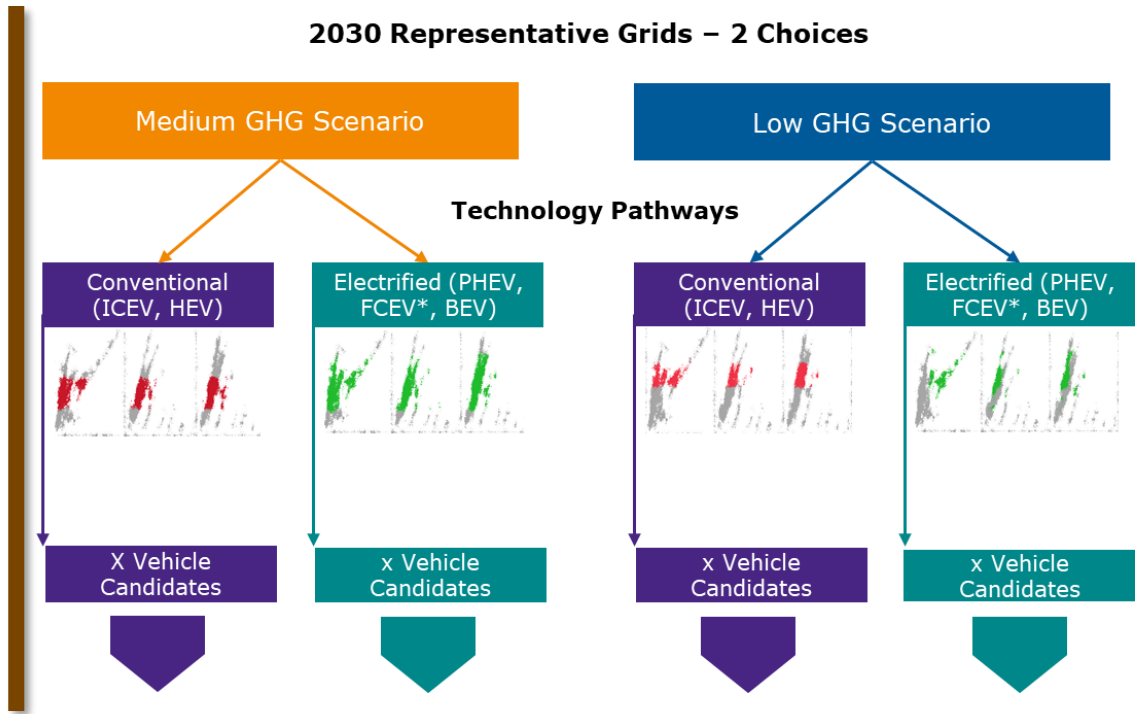 2030 Representative Grids – 2 Choices
Medium GHG Scenario
Low GHG Scenario
Technology Pathways
Conventional
(ICEV, HEV)
Electrified (PHEV,
FCEV*, BEV)
Conventional
(ICEV, HEV)
Electrified (PHEV,
FCEV*, BEV)
X Vehicle
Candidates
x Vehicle
Candidates
x Vehicle
Candidates
x Vehicle
Candidates